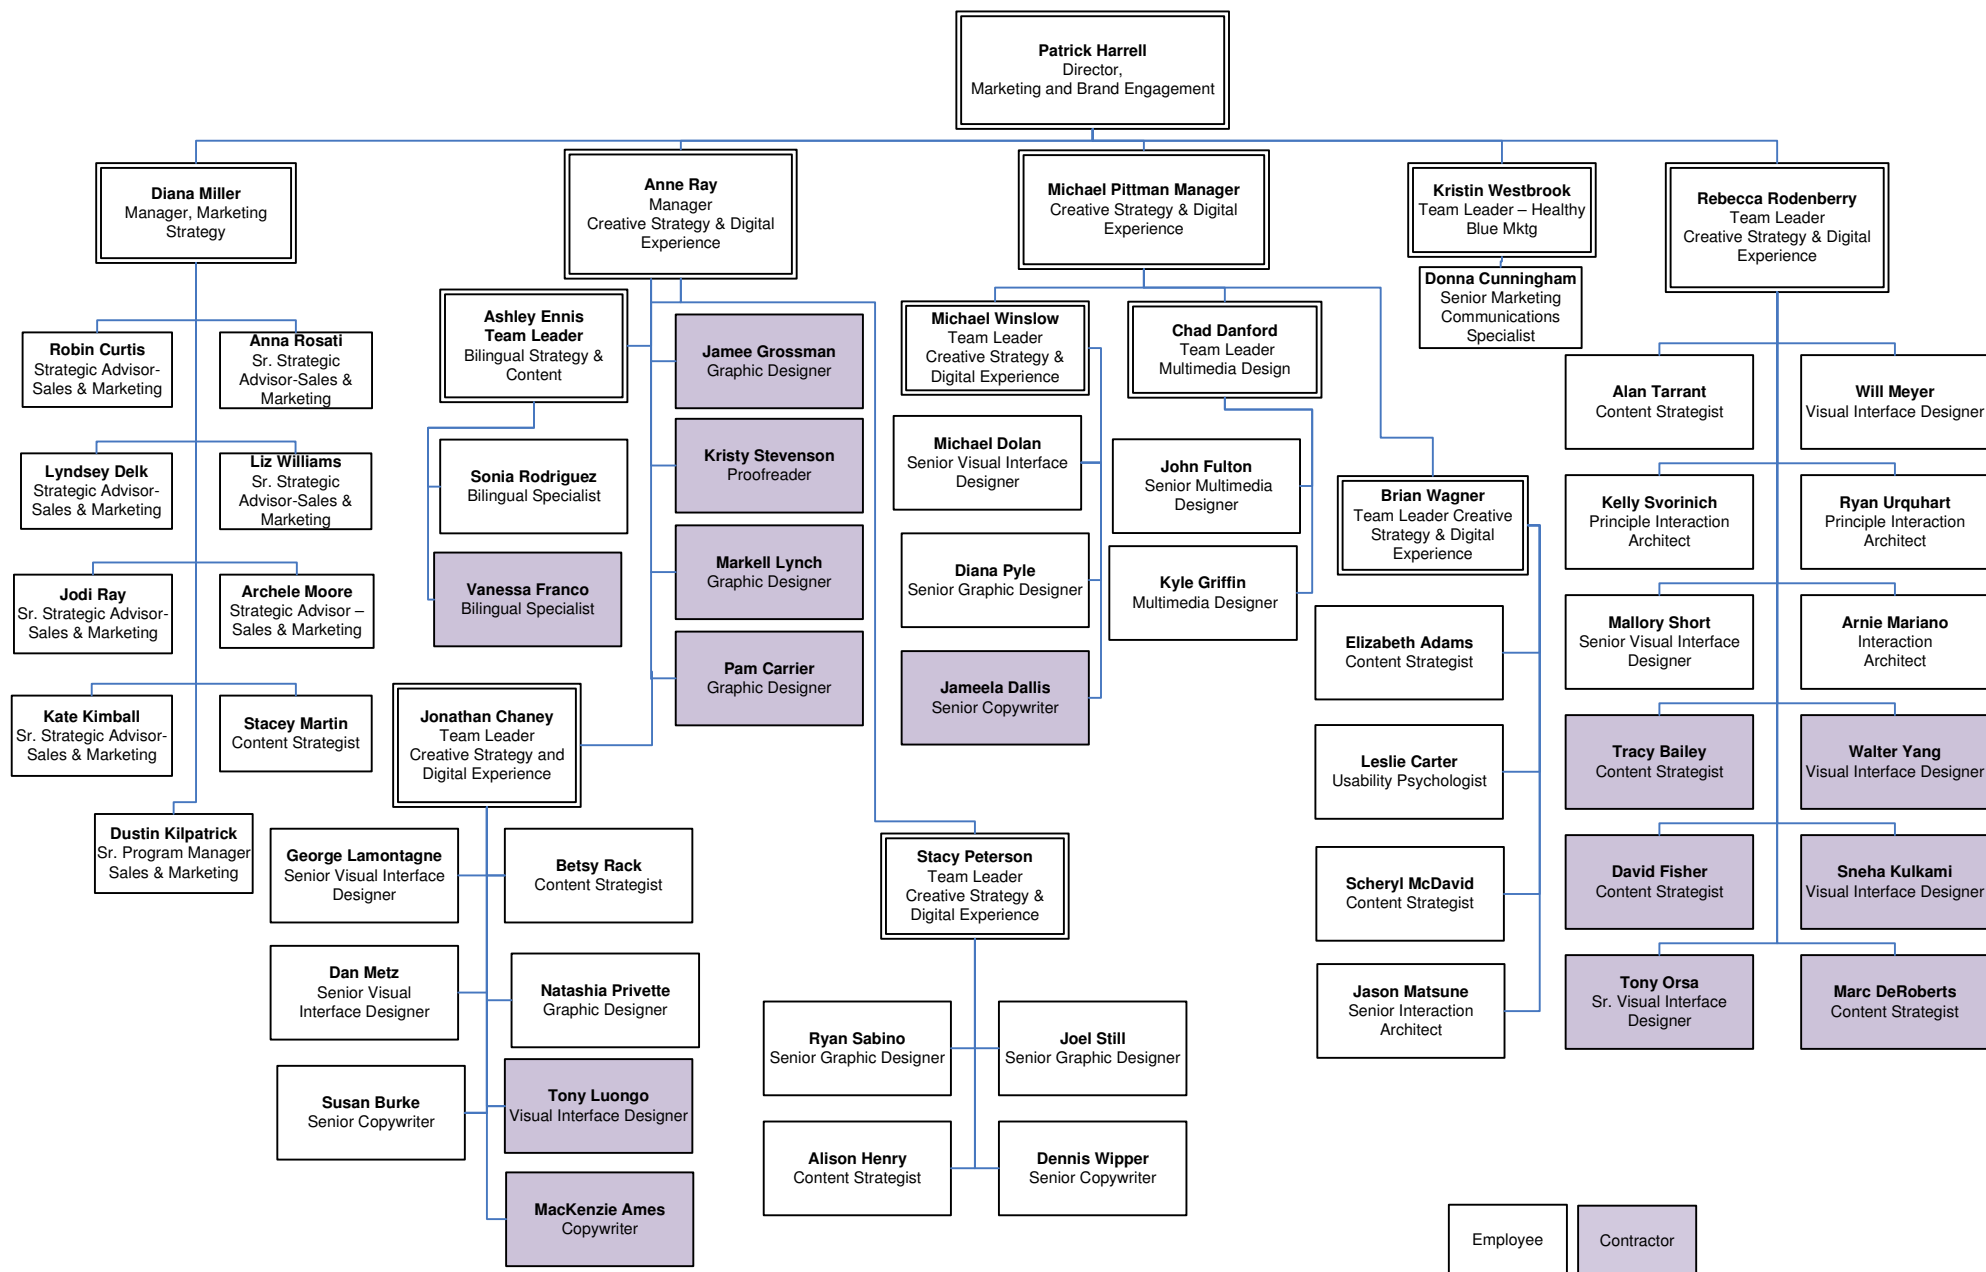 Patrick Harrell
Director,
Marketing and Brand Engagement
Diana Miller
Manager, Marketing
Strategy
Anne Ray
Manager
Creative Strategy & Digital
Experience
Michael Pittman Manager
Creative Strategy & Digital
Experience
Kristin Westbrook
Team Leader – Healthy
Blue Mktg
Rebecca Rodenberry
Team Leader
Creative Strategy & Digital
Experience
Donna Cunningham
Senior Marketing
Communications
Specialist
Robin Curtis
Strategic Advisor-
Sales & Marketing
Anna Rosati
Sr. Strategic
Advisor-Sales &
Marketing
Lyndsey Delk
Strategic Advisor-
Sales & Marketing
Liz Williams
Sr. Strategic
Advisor-Sales &
Marketing
Jodi Ray
Sr. Strategic Advisor-
Sales & Marketing
Archele Moore
Strategic Advisor –
Sales & Marketing
Kate Kimball
Sr. Strategic Advisor-
Sales & Marketing
Stacey Martin
Content Strategist
Dustin Kilpatrick
Sr. Program Manager
Sales & Marketing
Ashley Ennis
Team Leader
Bilingual Strategy &
Content
Sonia Rodriguez
Bilingual Specialist
Vanessa Franco
Bilingual Specialist
Jamee Grossman
Graphic Designer
Kristy Stevenson
Proofreader
Markell Lynch
Graphic Designer
Pam Carrier
Graphic Designer
Jonathan Chaney
Team Leader
Creative Strategy and
Digital Experience
George Lamontagne
Senior Visual Interface
Designer
Betsy Rack
Content Strategist
Dan Metz
Senior Visual
Interface Designer
Natashia Privette
Graphic Designer
Susan Burke
Senior Copywriter
Tony Luongo
Visual Interface Designer
MacKenzie Ames
Copywriter
Stacy Peterson
Team Leader
Creative Strategy &
Digital Experience
Ryan Sabino
Senior Graphic Designer
Joel Still
Senior Graphic Designer
Alison Henry
Content Strategist
Dennis Wipper
Senior Copywriter
Michael Winslow
Team Leader
Creative Strategy &
Digital Experience
Michael Dolan
Senior Visual Interface
Designer
Diana Pyle
Senior Graphic Designer
Jameela Dallis
Senior Copywriter
Chad Danford
Team Leader
Multimedia Design
John Fulton
Senior Multimedia
Designer
Kyle Griffin
Multimedia Designer
Brian Wagner
Team Leader Creative
Strategy & Digital
Experience
Elizabeth Adams
Content Strategist
Leslie Carter
Usability Psychologist
Scheryl McDavid
Content Strategist
Jason Matsune
Senior Interaction
Architect
Alan Tarrant
Content Strategist
Will Meyer
Visual Interface Designer
Kelly Svorinich
Principle Interaction
Architect
Ryan Urquhart
Principle Interaction
Architect
Mallory Short
Senior Visual Interface
Designer
Arnie Mariano
Interaction
Architect
Tracy Bailey
Content Strategist
Walter Yang
Visual Interface Designer
David Fisher
Content Strategist
Sneha Kulkami
Visual Interface Designer
Tony Orsa
Sr. Visual Interface
Designer
Marc DeRoberts
Content Strategist
Employee
Contractor